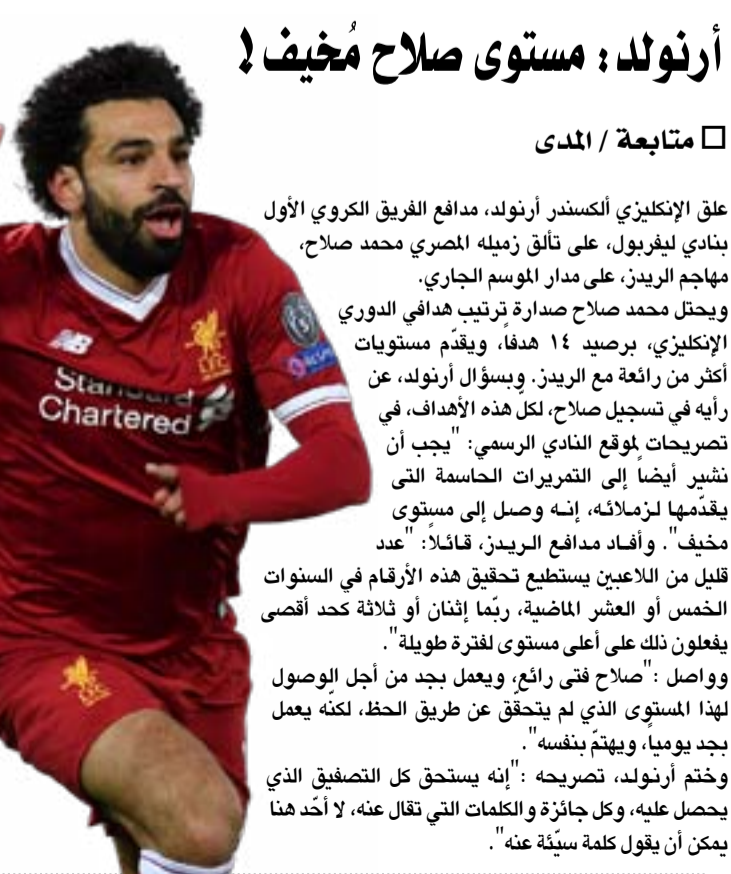 أرنولد : مستوى صلاح مُخيف !
□ متابعة / المدى
علق الإنكليزي ألكسندر أرنولد، مدافع الفريق الكروي الأول
بنادي ليفربول، على تألق زميله المصري محمد صلاح،
مهاجم الريدز، على مدار الموسم الجاري.
ويحتل محمد صلاح صدارة ترتيب هدافي الدوري
الإنكليزي، برصيد ١٤ هدفاً، ويقدّم مستويات
أكثر من رائعة مع الريدز. وبسؤال أرنولد، عن
رأيه في تسجيل صلاح، لكل هذه الأهداف، في
تصريحات لموقع النادي الرسمي: "يجب أن
نشير أيضاً إلى التمريرات الحاسمة التى
يقدّمها لزملائه، إنه وصل إلى مستوى
مخيف". وأفاد مدافع الريدز، قائلاً: "عدد
قليل من اللاعبين يستطيع تحقيق هذه الأرقام في السنوات
الخمس أو العشر الماضية، ربّما إثنان أو ثلاثة كحد أقصى
يفعلون ذلك على أعلى مستوى لفترة طويلة".
وواصل :"صلاح فتى رائع، ويعمل بجد من أجل الوصول
لهذا المستوى الذي لم يتحقّق عن طريق الحظ، لكنّه يعمل
بجد يومياً، ويهتمّ بنفسه".
وختم أرنولد، تصريحه :"إنه يستحق كل التصفيق الذي
يحصل عليه، وكل جائزة والكلمات التي تقال عنه، لا أحّد هنا
يمكن أن يقول كلمة سيّئة عنه".
NB
L.F.C.
Standard
Chartered
L.F.C.